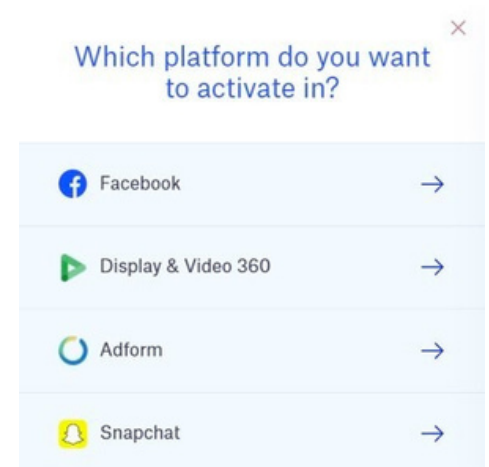 Which platform do you want
to activate in?
Facebook
Display & Video 360
Adform
Snapchat